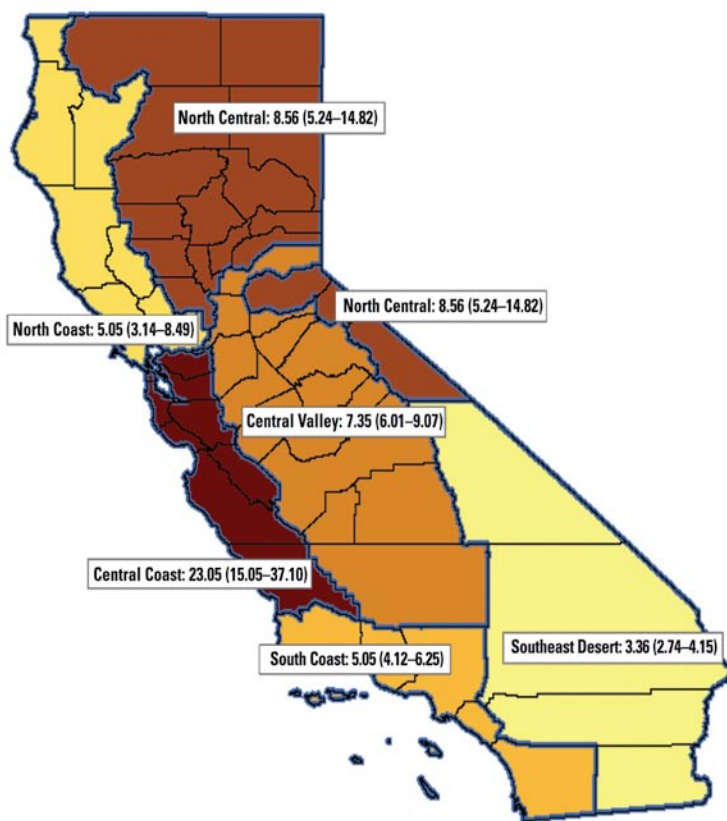 North Central: 8.56 (5.24–14.82)
North Central: 8.56 (5.24–14.82)
North Coast: 5.05 (3.14–8.49)
Central Valley: 7.35 (6.01–9.07)
Central Coast: 23.05 (15.05–37.10)
South Coast: 5.05 (4.12–6.25)
Southeast Desert: 3.36 (2.74–4.15)